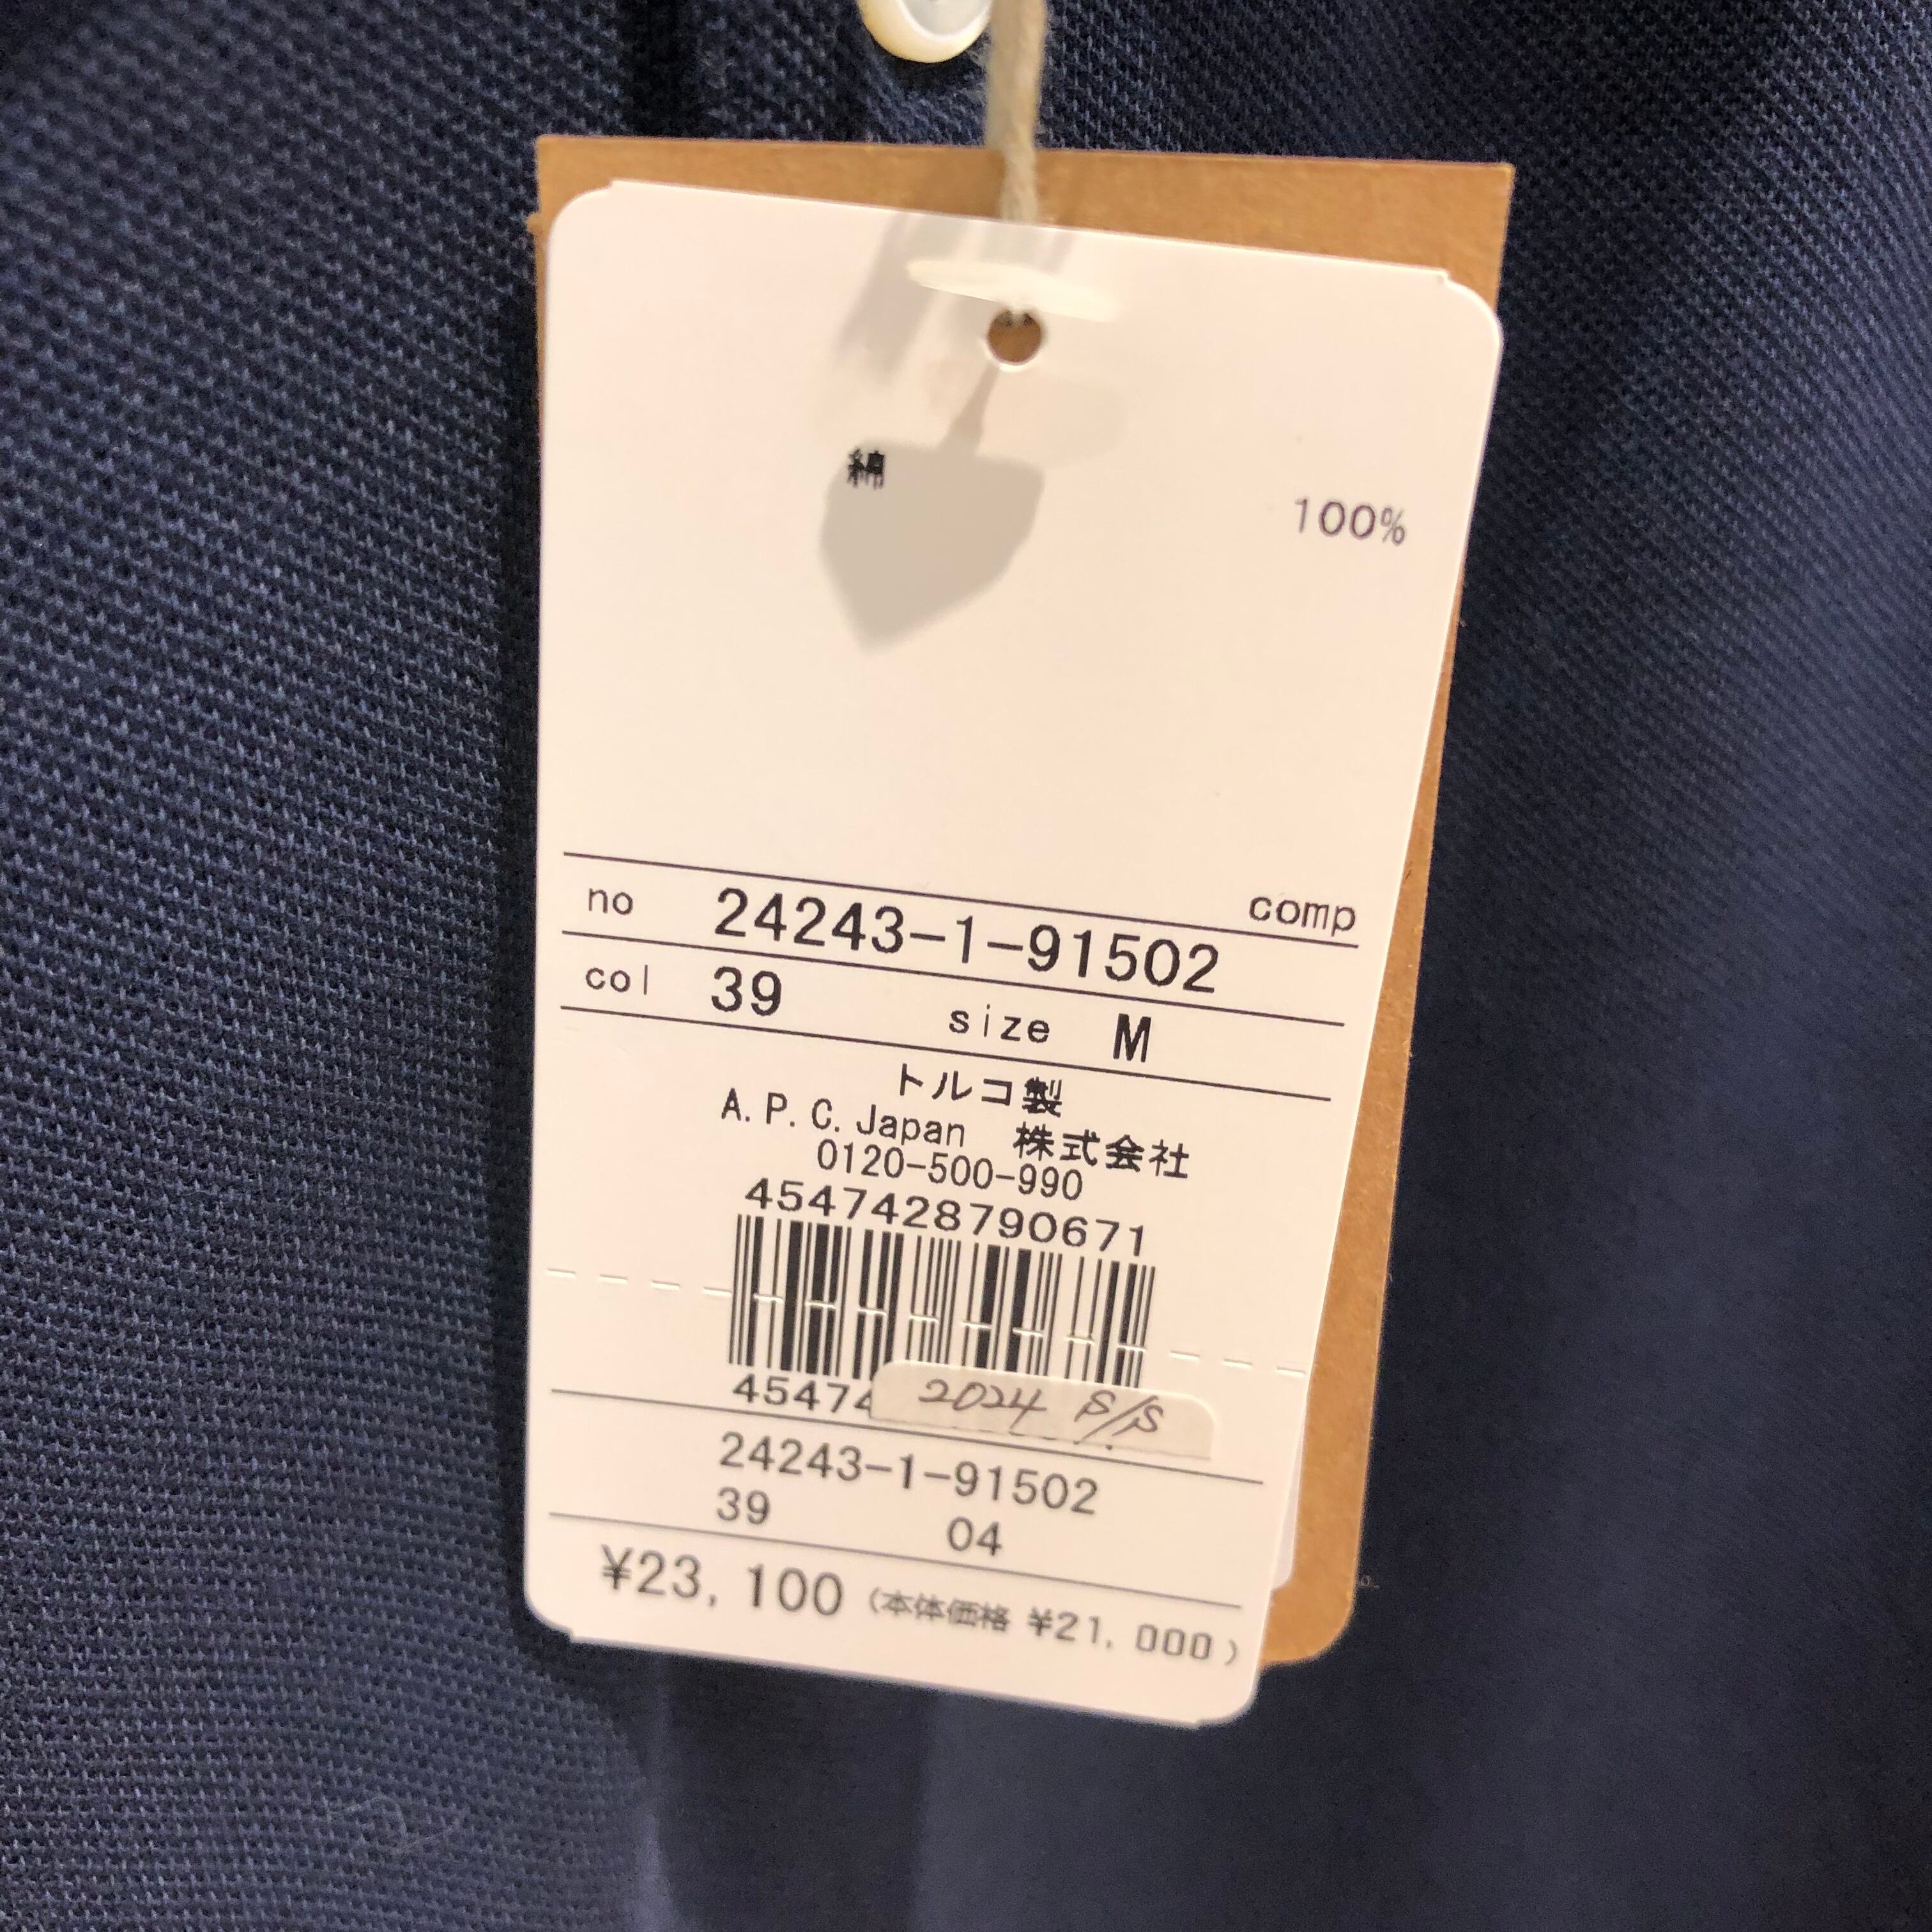 綿 100%
comp
no 24243-1-91502
col 39 size M
トルコ製
A.P.C.Japan 株式会社
0120-500-990
4547428790671
45474
2024 S/S
24243-1-91502
39 04
¥23,100 (本体価格 ¥21,000)